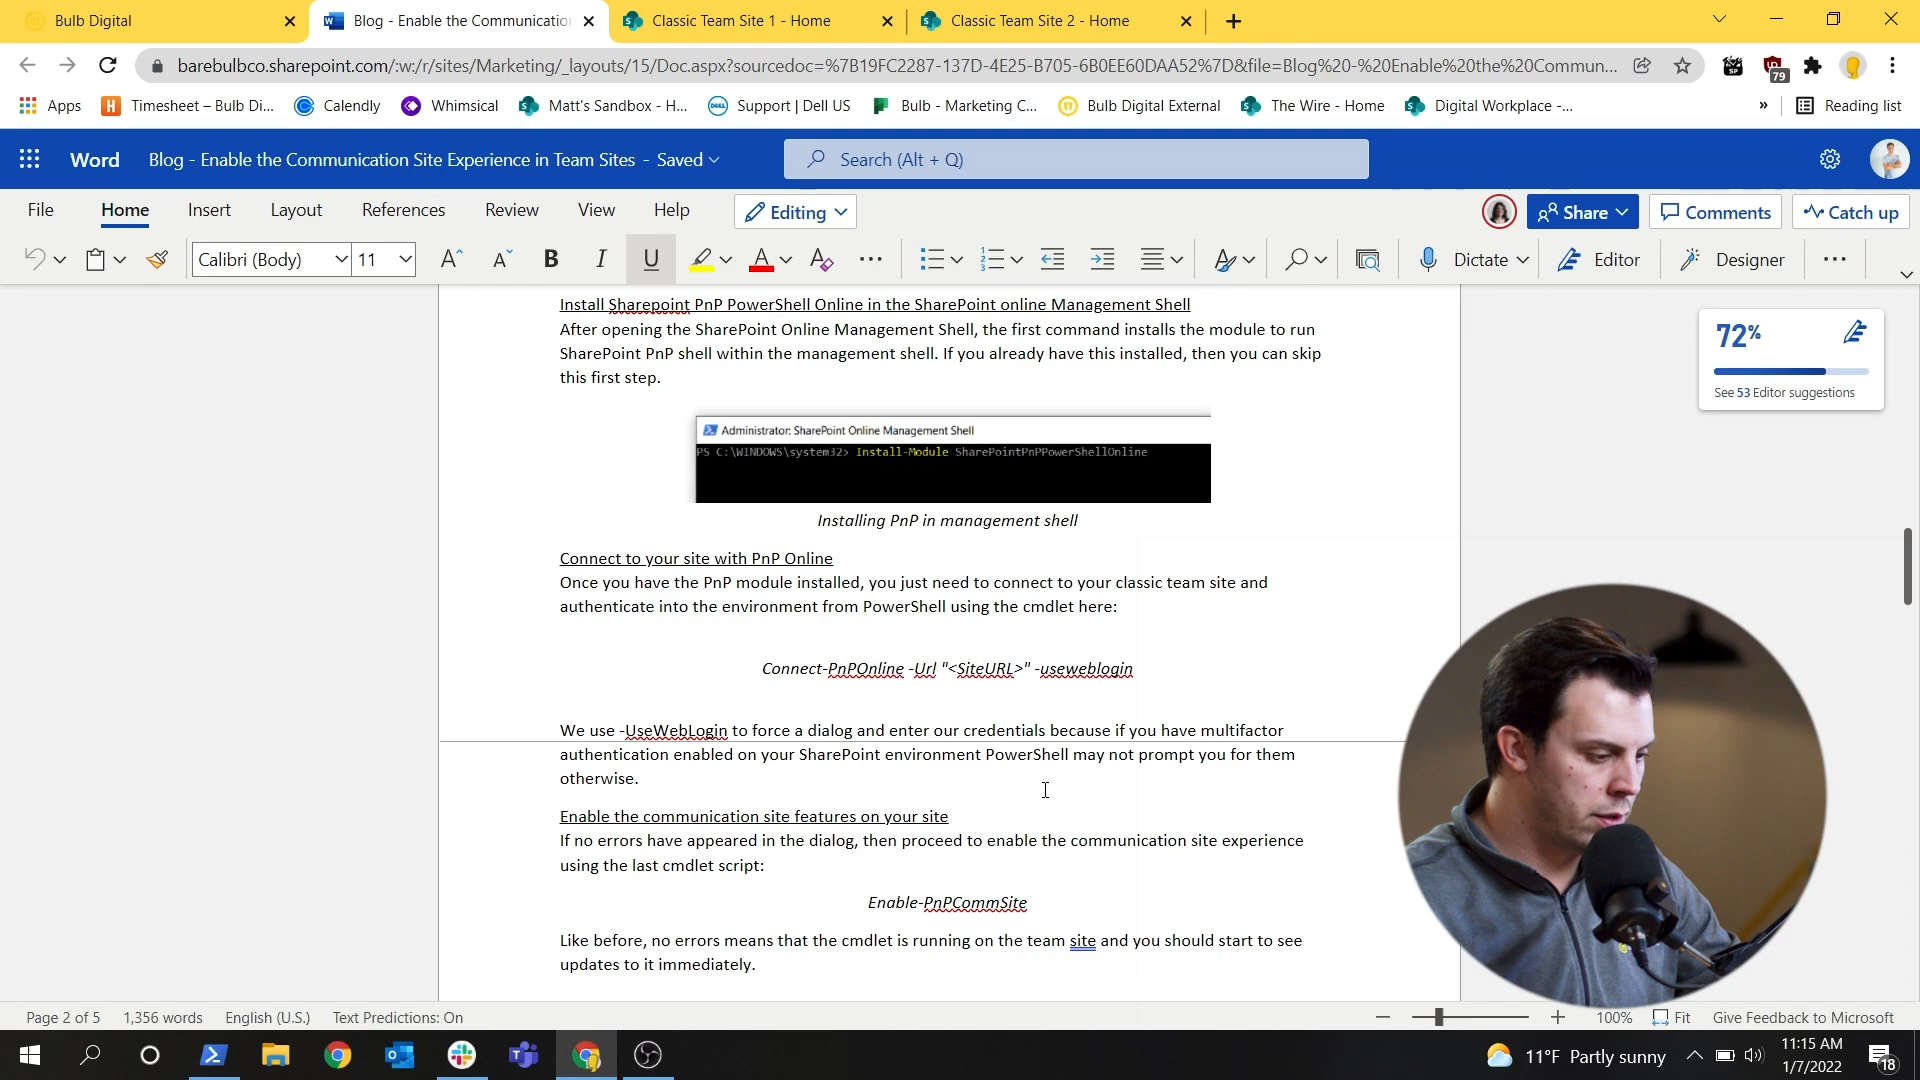 Bulb Digital
Blog - Enable the Communication
Classic Team Site 1 - Home
Classic Team Site 2 - Home
barebulbco.sharepoint.com/:w:/r/sites/Marketing/_layouts/15/Doc.aspx?sourcedoc=%7B19FC2287-137D-4E25-B705-6B0EE60DAA52%7D&file=Blog%20-%20Enable%20the%20Commun...
79
Apps
Timesheet – Bulb Di...
Calendly
Whimsical
Matt's Sandbox - H...
Support | Dell US
Bulb - Marketing C...
Bulb Digital External
The Wire - Home
Digital Workplace -...
»
Reading list
Word
Blog - Enable the Communication Site Experience in Team Sites - Saved
Search (Alt + Q)
File
Home
Insert
Layout
References
Review
View
Help
Editing
Share
Comments
Catch up
Calibri (Body)
11
Dictate
Editor
Designer
Install Sharepoint PnP PowerShell Online in the SharePoint online Management Shell
After opening the SharePoint Online Management Shell, the first command installs the module to run
SharePoint PnP shell within the management shell. If you already have this installed, then you can skip
this first step.
72%
See 53 Editor suggestions
Administrator: SharePoint Online Management Shell
PS C:\WINDOWS\system32> Install-Module SharePointPnPPowerShellOnline
Installing PnP in management shell
Connect to your site with PnP Online
Once you have the PnP module installed, you just need to connect to your classic team site and
authenticate into the environment from PowerShell using the cmdlet here:
Connect-PnPOnline -Url "<SiteURL>" -useweblogin
We use -UseWebLogin to force a dialog and enter our credentials because if you have multifactor
authentication enabled on your SharePoint environment PowerShell may not prompt you for them
otherwise.
Enable the communication site features on your site
If no errors have appeared in the dialog, then proceed to enable the communication site experience
using the last cmdlet script:
Enable-PnPCommSite
Like before, no errors means that the cmdlet is running on the team site and you should start to see
updates to it immediately.
Page 2 of 5
1,356 words
English (U.S.)
Text Predictions: On
100%
Fit
Give Feedback to Microsoft
11°F Partly sunny
11:15 AM
1/7/2022
18